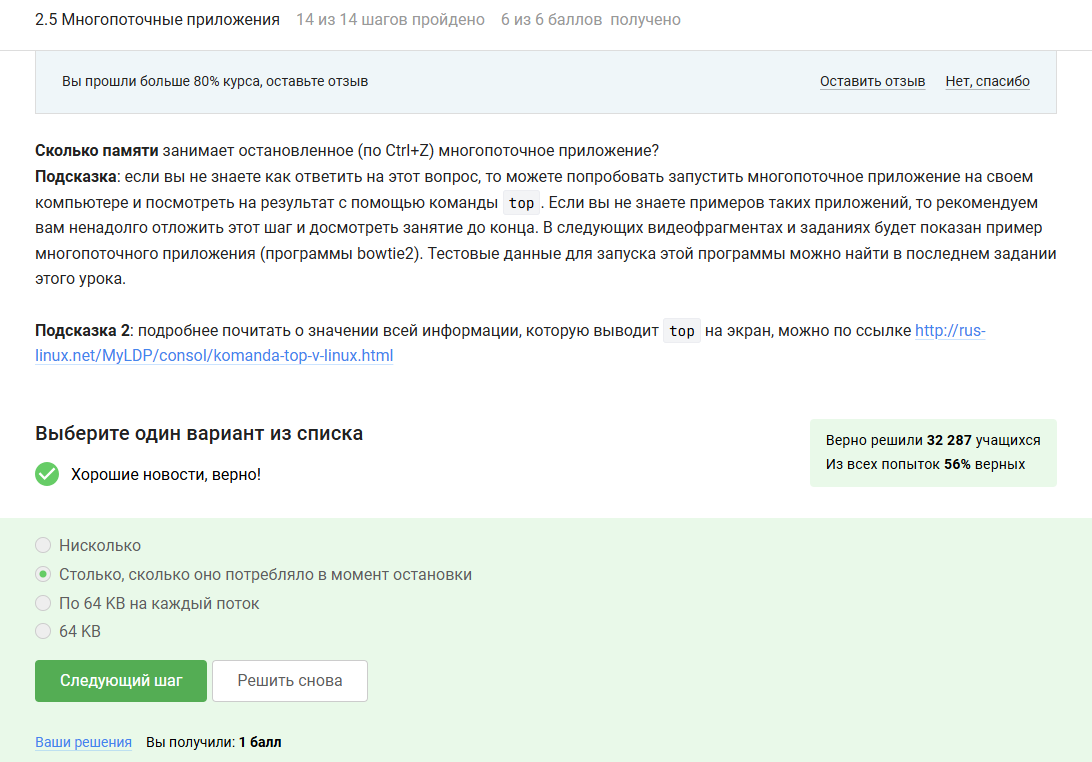 2.5 Многопоточные приложения 14 из 14 шагов пройдено 6 из 6 баллов получено
Вы прошли больше 80% курса, оставьте отзыв Оставить отзыв Нет, спасибо
Сколько памяти занимает остановленное (по Ctrl+Z) многопоточное приложение?
Подсказка: если вы не знаете как ответить на этот вопрос, то можете попробовать запустить многопоточное приложение на своем
компьютере и посмотреть на результат с помощью команды top. Если вы не знаете примеров таких приложений, то рекомендуем
вам ненадолго отложить этот шаг и досмотреть занятие до конца. В следующих видеофрагментах и заданиях будет показан пример
многопоточного приложения (программы bowtie2). Тестовые данные для запуска этой программы можно найти в последнем задании
этого урока.
Подсказка 2: подробнее почитать о значении всей информации, которую выводит top на экран, можно по ссылке http://rus-
linux.net/MyLDP/consol/komanda-top-v-linux.html
Выберите один вариант из списка
Верно решили 32 287 учащихся
Из всех попыток 56% верных
Хорошие новости, верно!
Нисколько
Столько, сколько оно потребляло в момент остановки
По 64 KB на каждый поток
64 KB
Следующий шаг Решить снова
Ваши решения Вы получили: 1 балл